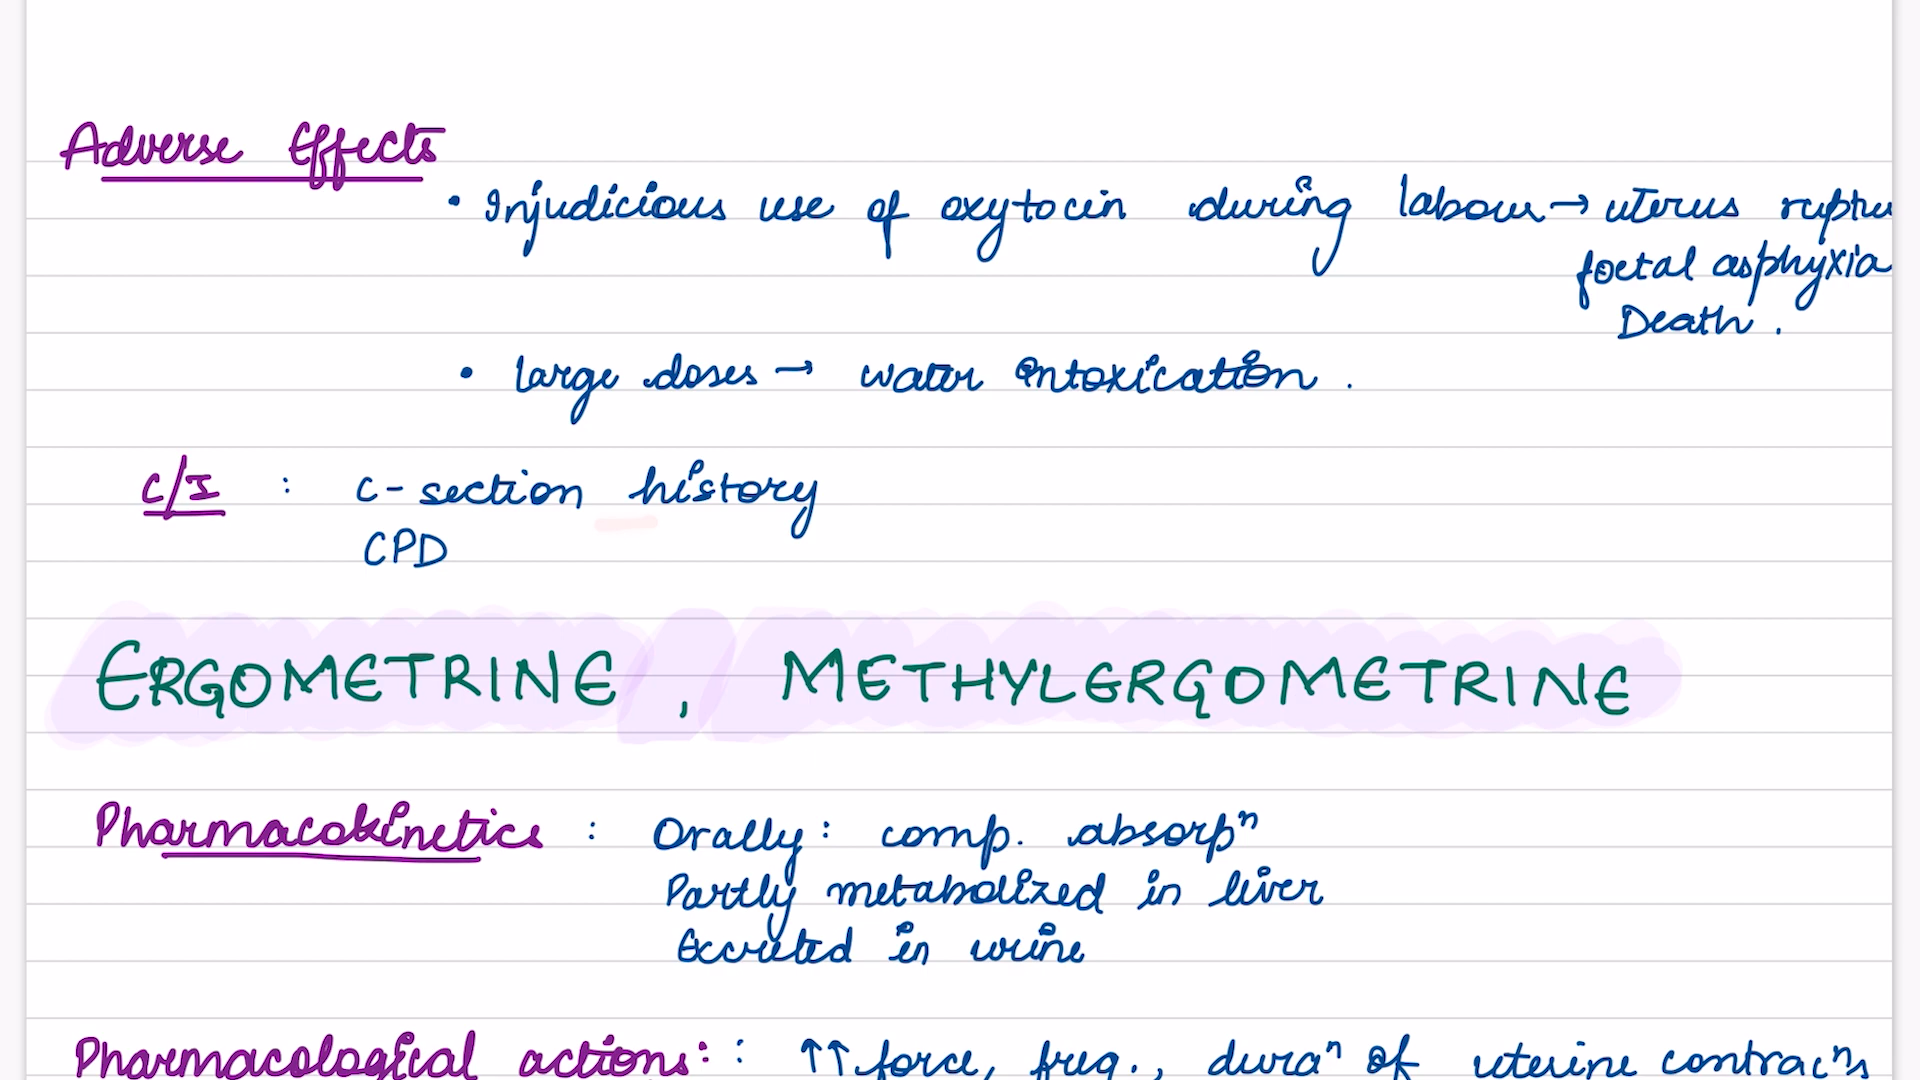 Adverse Effects
• Injudicious use of oxytocin during labour → uterus ruptu
foetal asphyxia
Death.
• large doses → water intoxication.
C/I : C-section history
CPD
ERGOMETRINE, METHYLERGOMETRINE
Pharmacokinetics : Orally: comp. absorpⁿ
Partly metabolized in liver
Excreted in urine
Pharmacological actions: : ↑↑ force, freq., duraⁿ of uterine contracⁿs